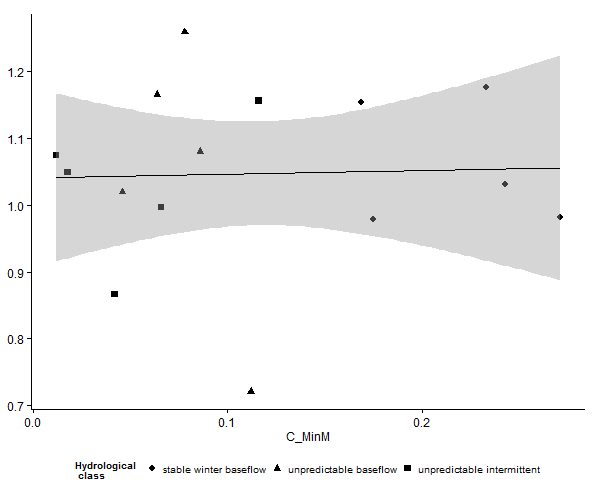 1.2
1.1
1.0
0.9
0.8
0.7
0.0 0.1 0.2
C_MinM
Hydrological
class
stable winter baseflow unpredictable baseflow unpredictable intermittent